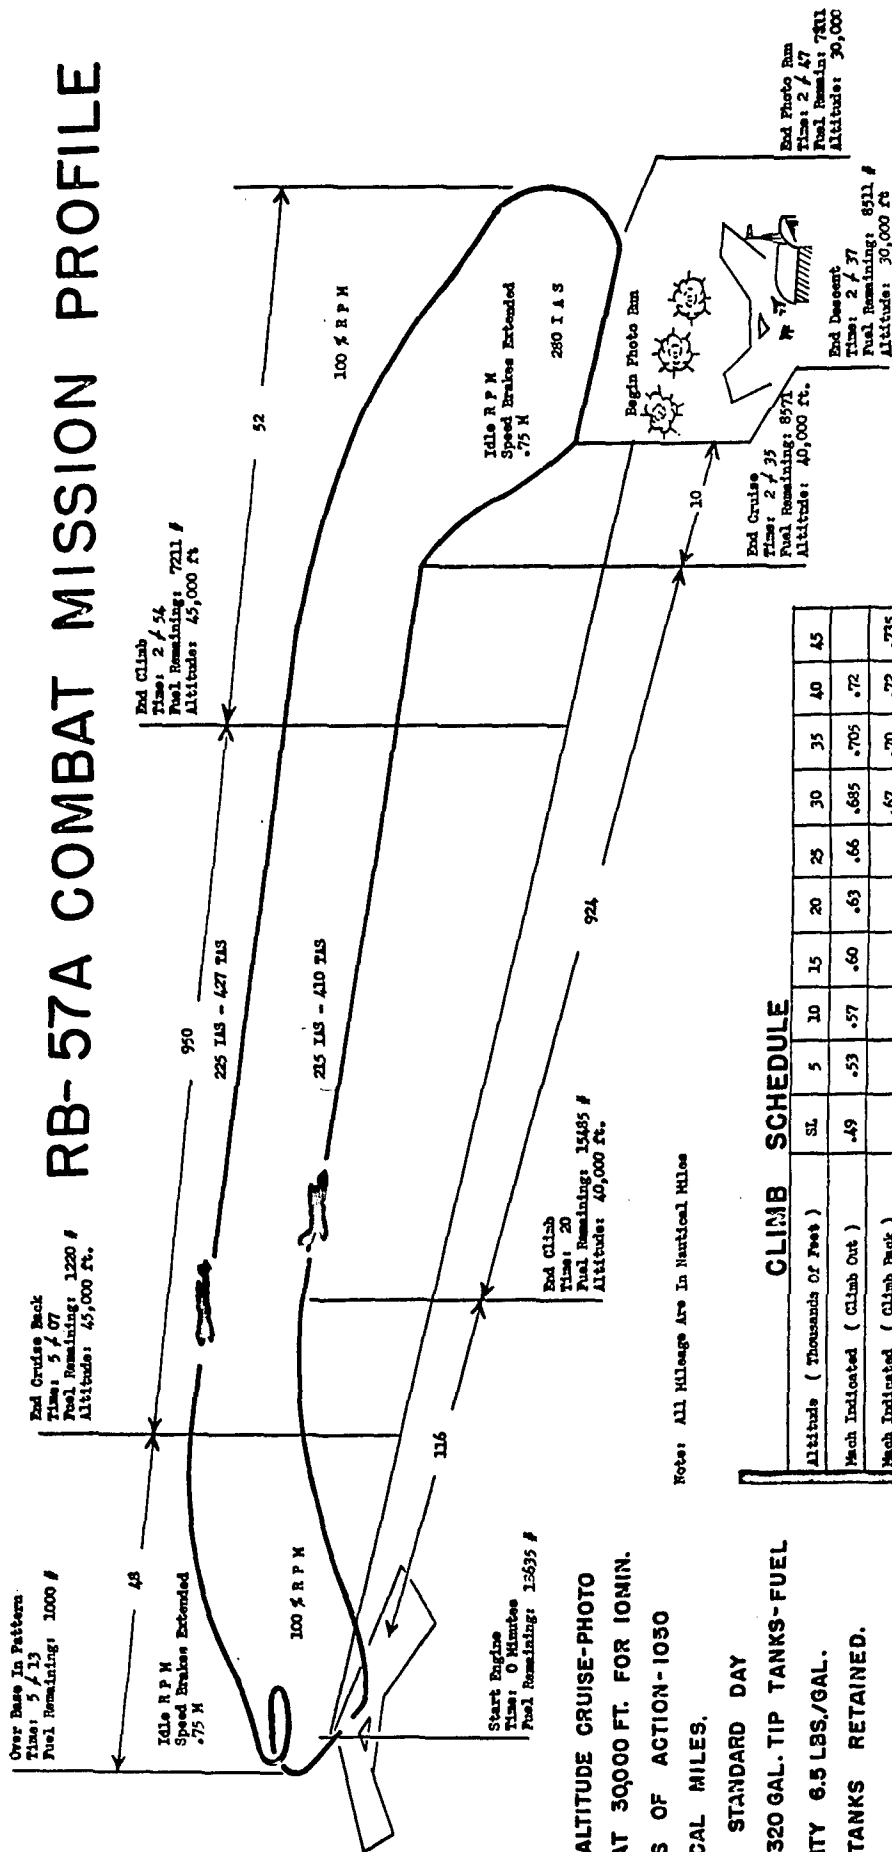 RB-57A COMBAT MISSION PROFILE
Over Base In Pattern
Time: 5 / 13
Fuel Remaining: 1000 #
End Cruise Back
Time: 5 / 07
Fuel Remaining: 1220 #
Altitude: 45,000 ft.
End Climb
Time: 2 / 54
Fuel Remaining: 7211 #
Altitude: 45,000 ft
48
950
52
Idle R P M
Speed Brakes Extended
.75 M
225 IAS - 427 TAS
100 % R P M
100 % R P M
215 IAS - 410 TAS
Idle R P M
Speed Brakes Extended
.75 M
280 I A S
Begin Photo Run
Start Engine
Time: 0 Minutes
Fuel Remaining:
116
End Climb
Time: 20
Fuel Remaining: 15485 #
Altitude: 40,000 ft.
924
10
End Cruise
Time: 2 / 35
Fuel Remaining: 8571
Altitude: 40,000 ft.
End Descent
Time: 2 / 37
Fuel Remaining: 8511 #
Altitude: 30,000 ft
End Photo Run
Time: 2 / 47
Fuel Remain: 7811
Altitude: 30,000
Note: All Mileage Are In Nautical Miles
ALTITUDE CRUISE-PHOTO
AT 30,000 FT. FOR 10MIN.
S OF ACTION-1050
CAL MILES.
STANDARD DAY
320 GAL. TIP TANKS-FUEL
ITY 6.5 LBS./GAL.
TANKS RETAINED.
CLIMB SCHEDULE
Altitude ( Thousands Of Feet ) SL 5 10 15 20 25 30 35 40 45
Mach Indicated ( Climb Out ) .49 .53 .57 .60 .63 .66 .685 .705 .72
Mach Indicated ( Climb Back ) .67 .70 .72 .735